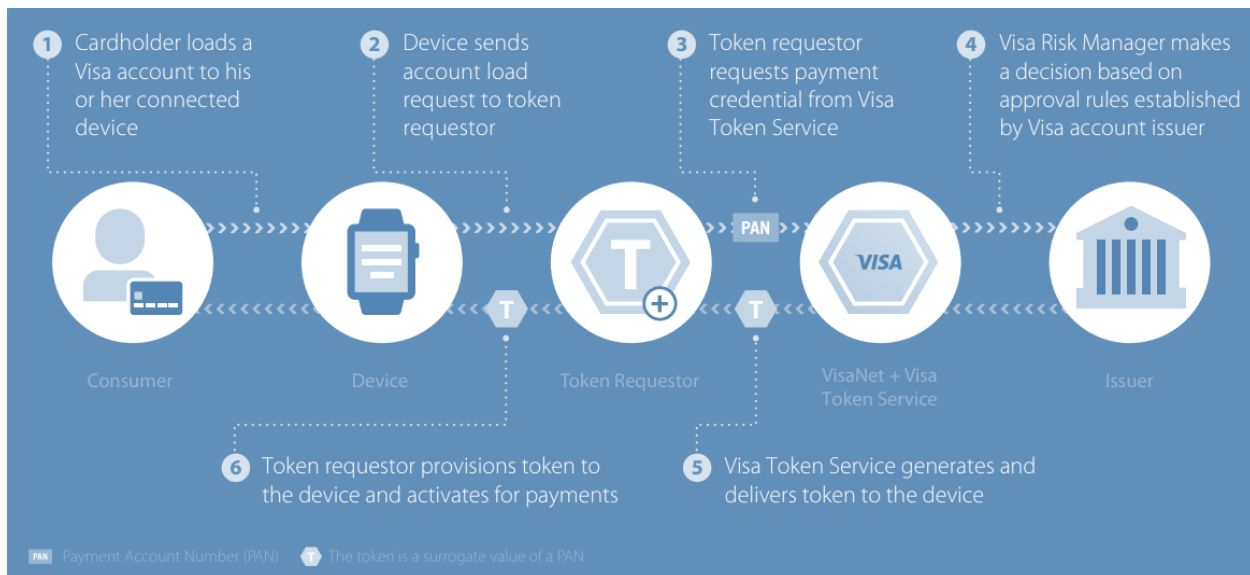 1 Cardholder loads a
Visa account to his
or her connected
device
2 Device sends
account load
request to token
requestor
3 Token requestor
requests payment
credential from Visa
Token Service
4 Visa Risk Manager makes
a decision based on
approval rules established
by Visa account issuer
PAN
T
VISA
T
T
Consumer
Device
Token Requestor
VisaNet + Visa
Token Service
Issuer
6 Token requestor provisions token to
the device and activates for payments
5 Visa Token Service generates and
delivers token to the device
PAN Payment Account Number (PAN)
T The token is a surrogate value of a PAN